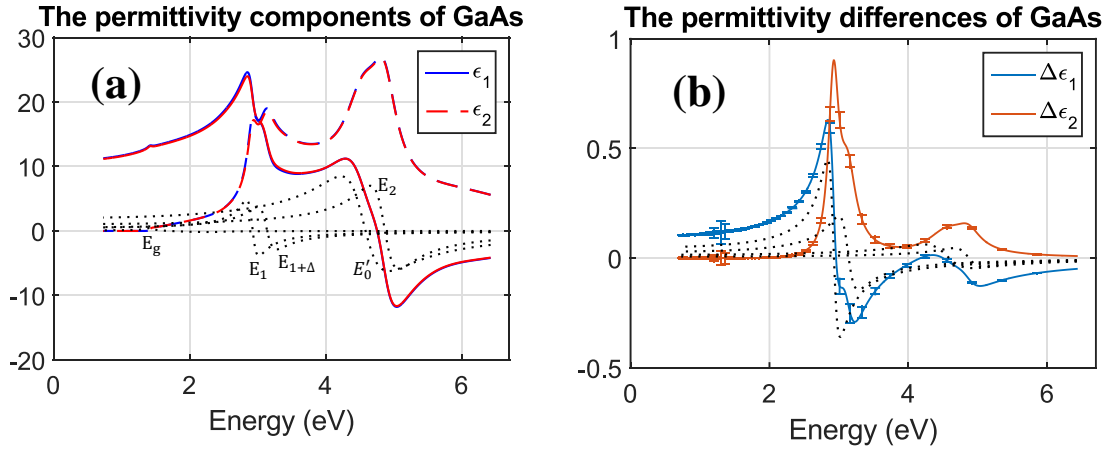 The permittivity components of GaAs
(a)
ϵ1
ϵ2
30
20
10
0
-10
-20
Eg
E1
E1+Δ
E′0
E2
0
2
4
6
Energy (eV)
The permittivity differences of GaAs
(b)
Δϵ1
Δϵ2
1
0.5
0
-0.5
0
2
4
6
Energy (eV)